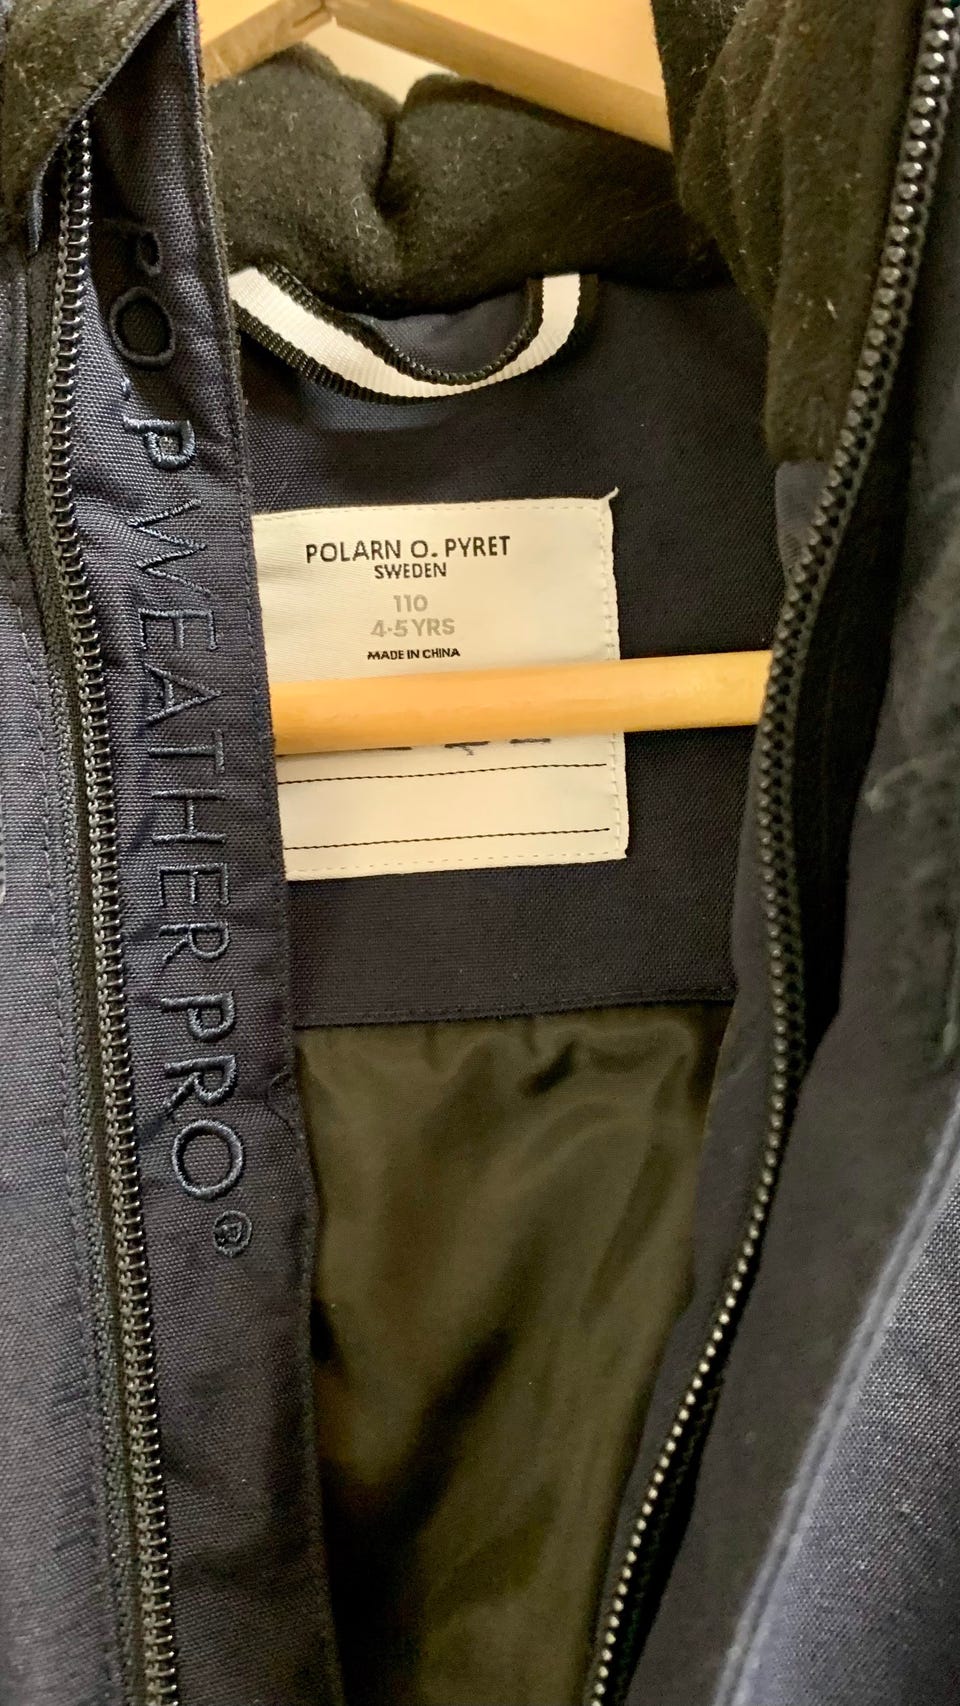 PO.P WEATHERPRO®
POLARN O. PYRET
SWEDEN
110
4-5 YRS
MADE IN CHINA